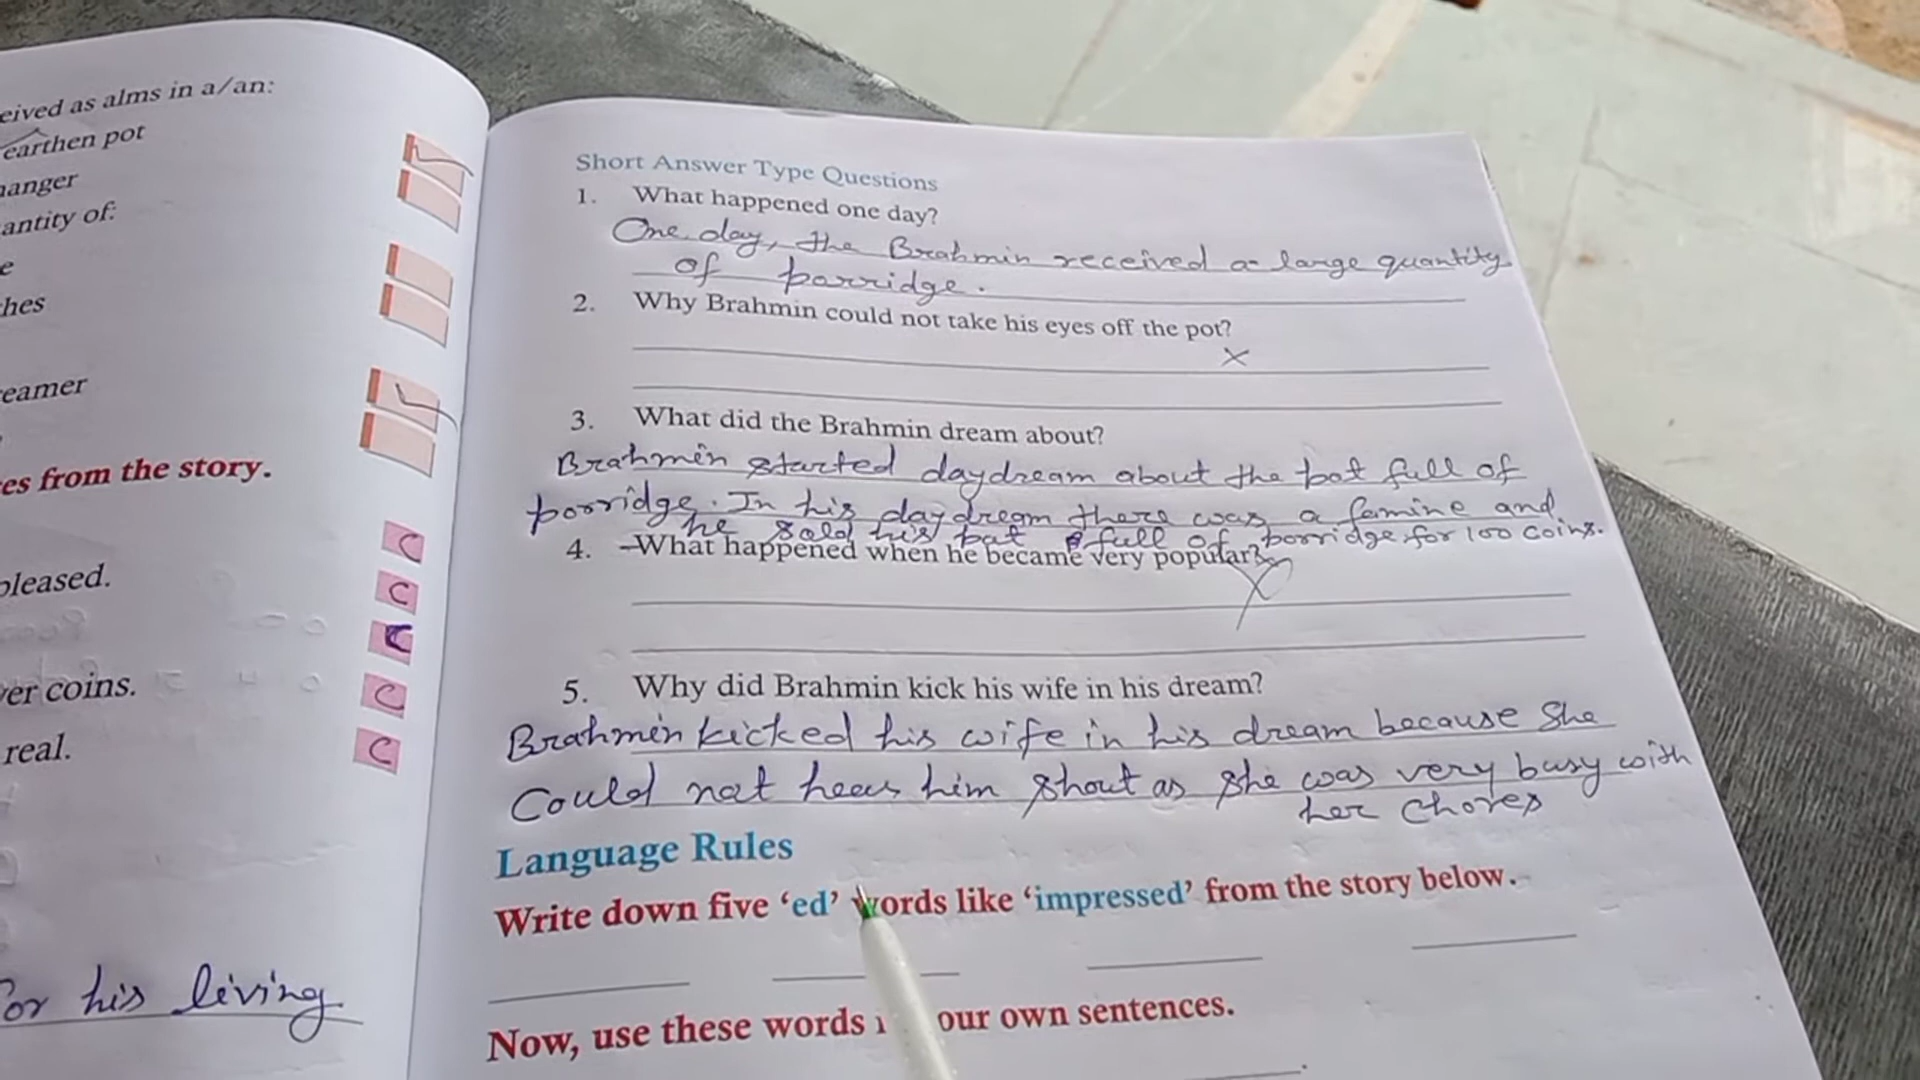 eived as alms in a/an:
earthen pot
anger
antity of:
e
hes
eamer
es from the story.
C
pleased.
C
C
er coins.
C
real.
C
for his living
Short Answer Type Questions
1. What happened one day?
One day, the Brahmin received a large quantity
of porridge.
2. Why Brahmin could not take his eyes off the pot?
x
3. What did the Brahmin dream about?
Brahmin started daydream about the pot full of
porridge. In his daydream there was a famine and
he sold his pot full of porridge for 100 coins.
4. What happened when he became very popular?
x
5. Why did Brahmin kick his wife in his dream?
Brahmin kicked his wife in his dream because She
Could not hear him shout as she was very busy with
her chores
Language Rules
Write down five ‘ed’ words like ‘impressed’ from the story below.
Now, use these words our own sentences.